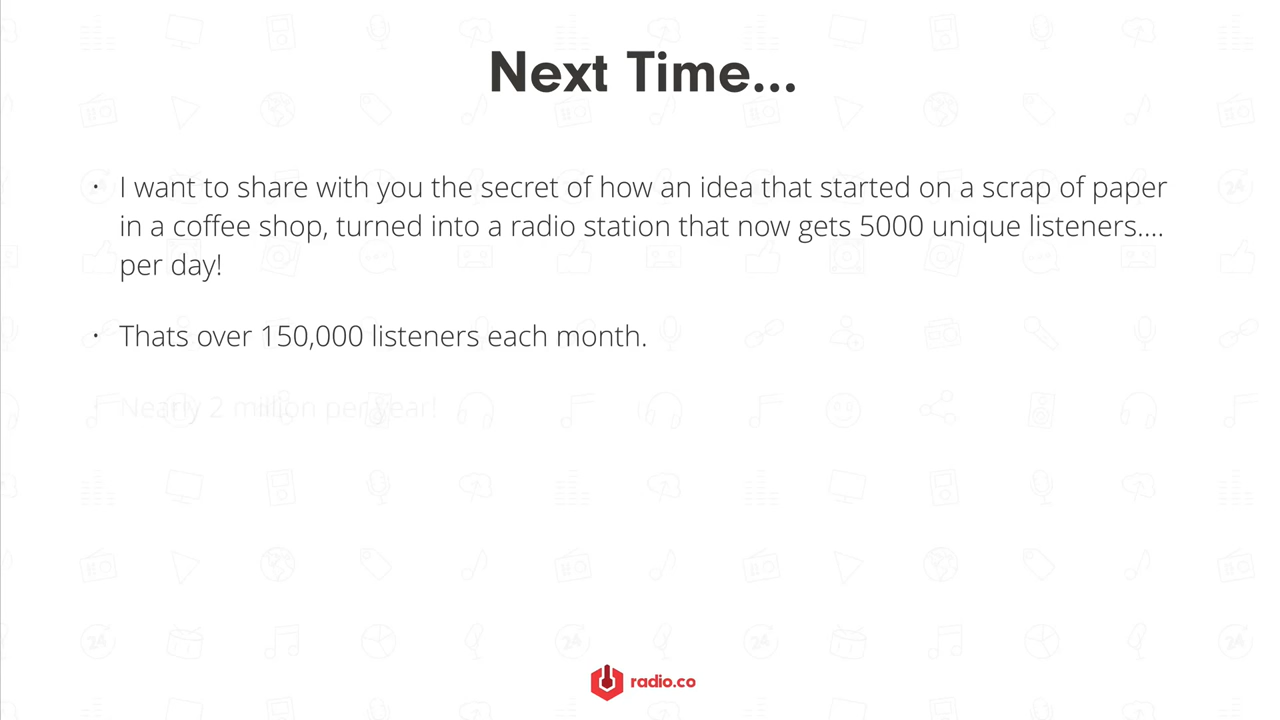 Next Time...
• I want to share with you the secret of how an idea that started on a scrap of paper
in a coffee shop, turned into a radio station that now gets 5000 unique listeners....
per day!
• Thats over 150,000 listeners each month.
Nearly 2 million per year!
radio.co